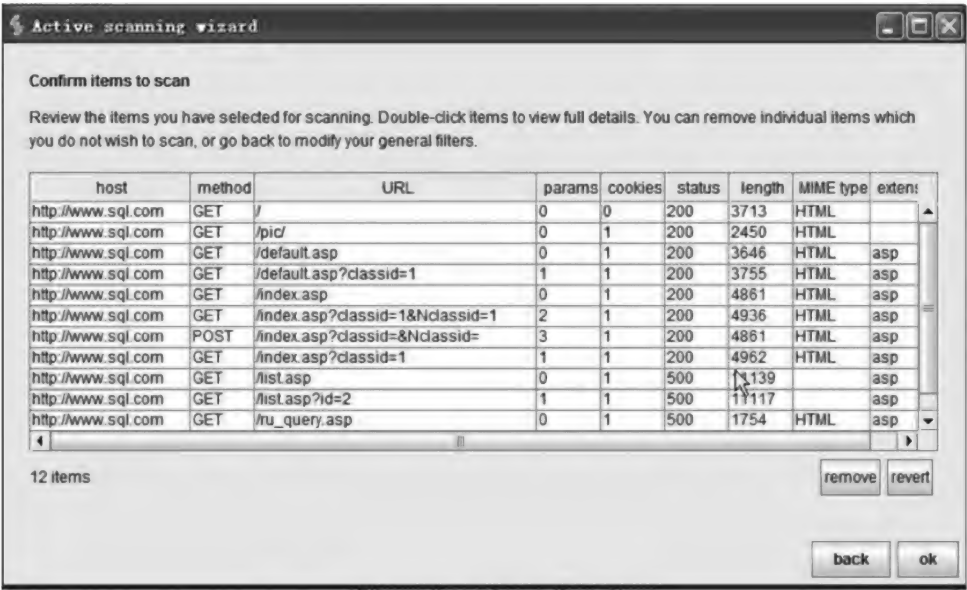 Active scanning wizard
Confirm items to scan
Review the items you have selected for scanning. Double-click items to view full details. You can remove individual items which
you do not wish to scan, or go back to modify your general filters.
host method URL params cookies status length MIME type extens
http://www.sql.com GET / 0 0 200 3713 HTML
http://www.sql.com GET /pic/ 0 1 200 2450 HTML
http://www.sql.com GET /default.asp 0 1 200 3646 HTML asp
http://www.sql.com GET /default.asp?classid=1 1 1 200 3755 HTML asp
http://www.sql.com GET /index.asp 0 1 200 4861 HTML asp
http://www.sql.com GET /index.asp?classid=1&Nclassid=1 2 1 200 4936 HTML asp
http://www.sql.com POST /index.asp?classid=&Nclassid= 3 1 200 4861 HTML asp
http://www.sql.com GET /index.asp?classid=1 1 1 200 4962 HTML asp
http://www.sql.com GET /list.asp 0 1 500 11139 asp
http://www.sql.com GET /list.asp?id=2 1 1 500 11117 asp
http://www.sql.com GET /ru_query.asp 0 1 500 1754 HTML asp
12 items
remove revert
back ok